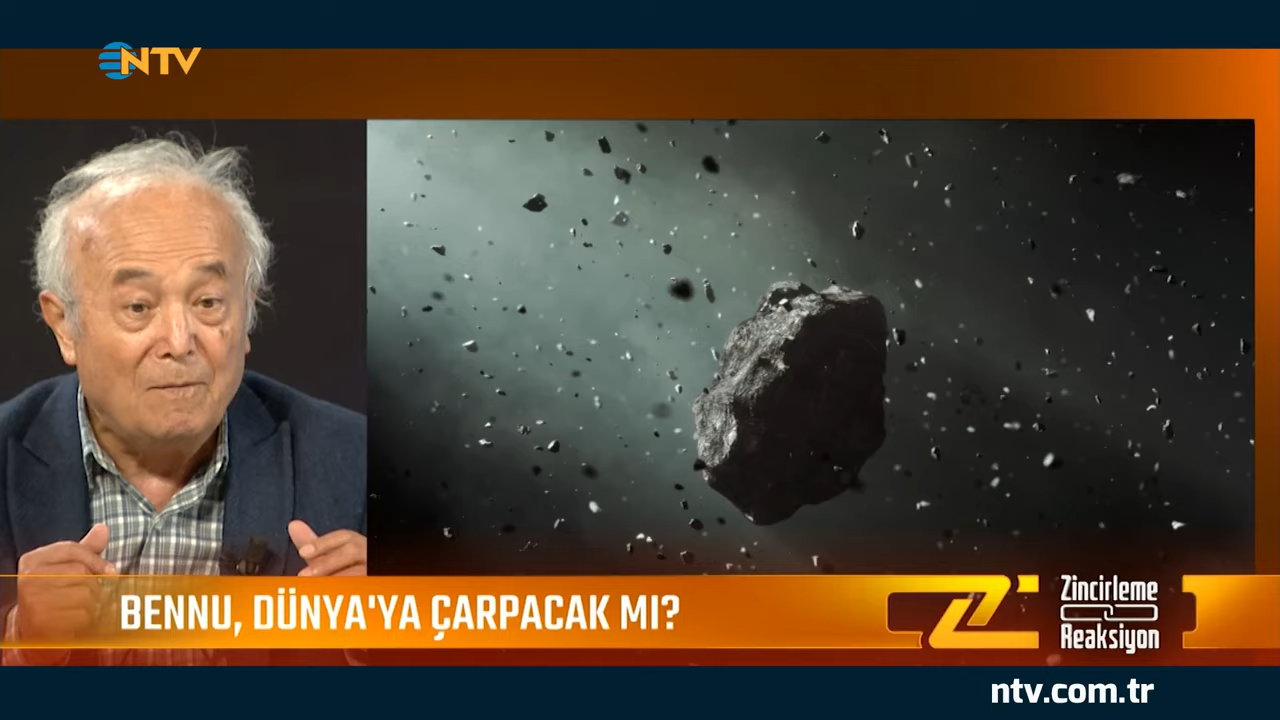 NTV
BENNU, DÜNYA'YA ÇARPACAK MI?
Zincirleme
Reaksiyon
ntv.com.tr